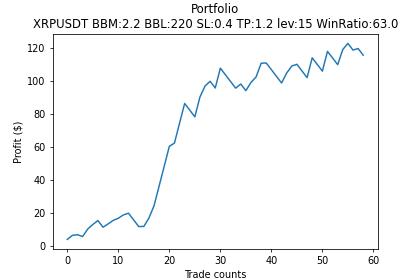 Portfolio
XRPUSDT BBM:2.2 BBL:220 SL:0.4 TP:1.2 lev:15 WinRatio:63.0
120
100
80
60
40
20
0
Profit ($)
0 10 20 30 40 50 60
Trade counts